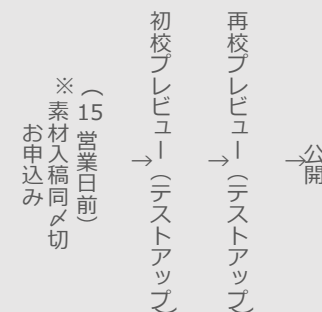 （15 営業日前）
※素材入稿同〆切
お申込み
→
初校プレビュー（テストアップ）
→
再校プレビュー（テストアップ）
→
公開